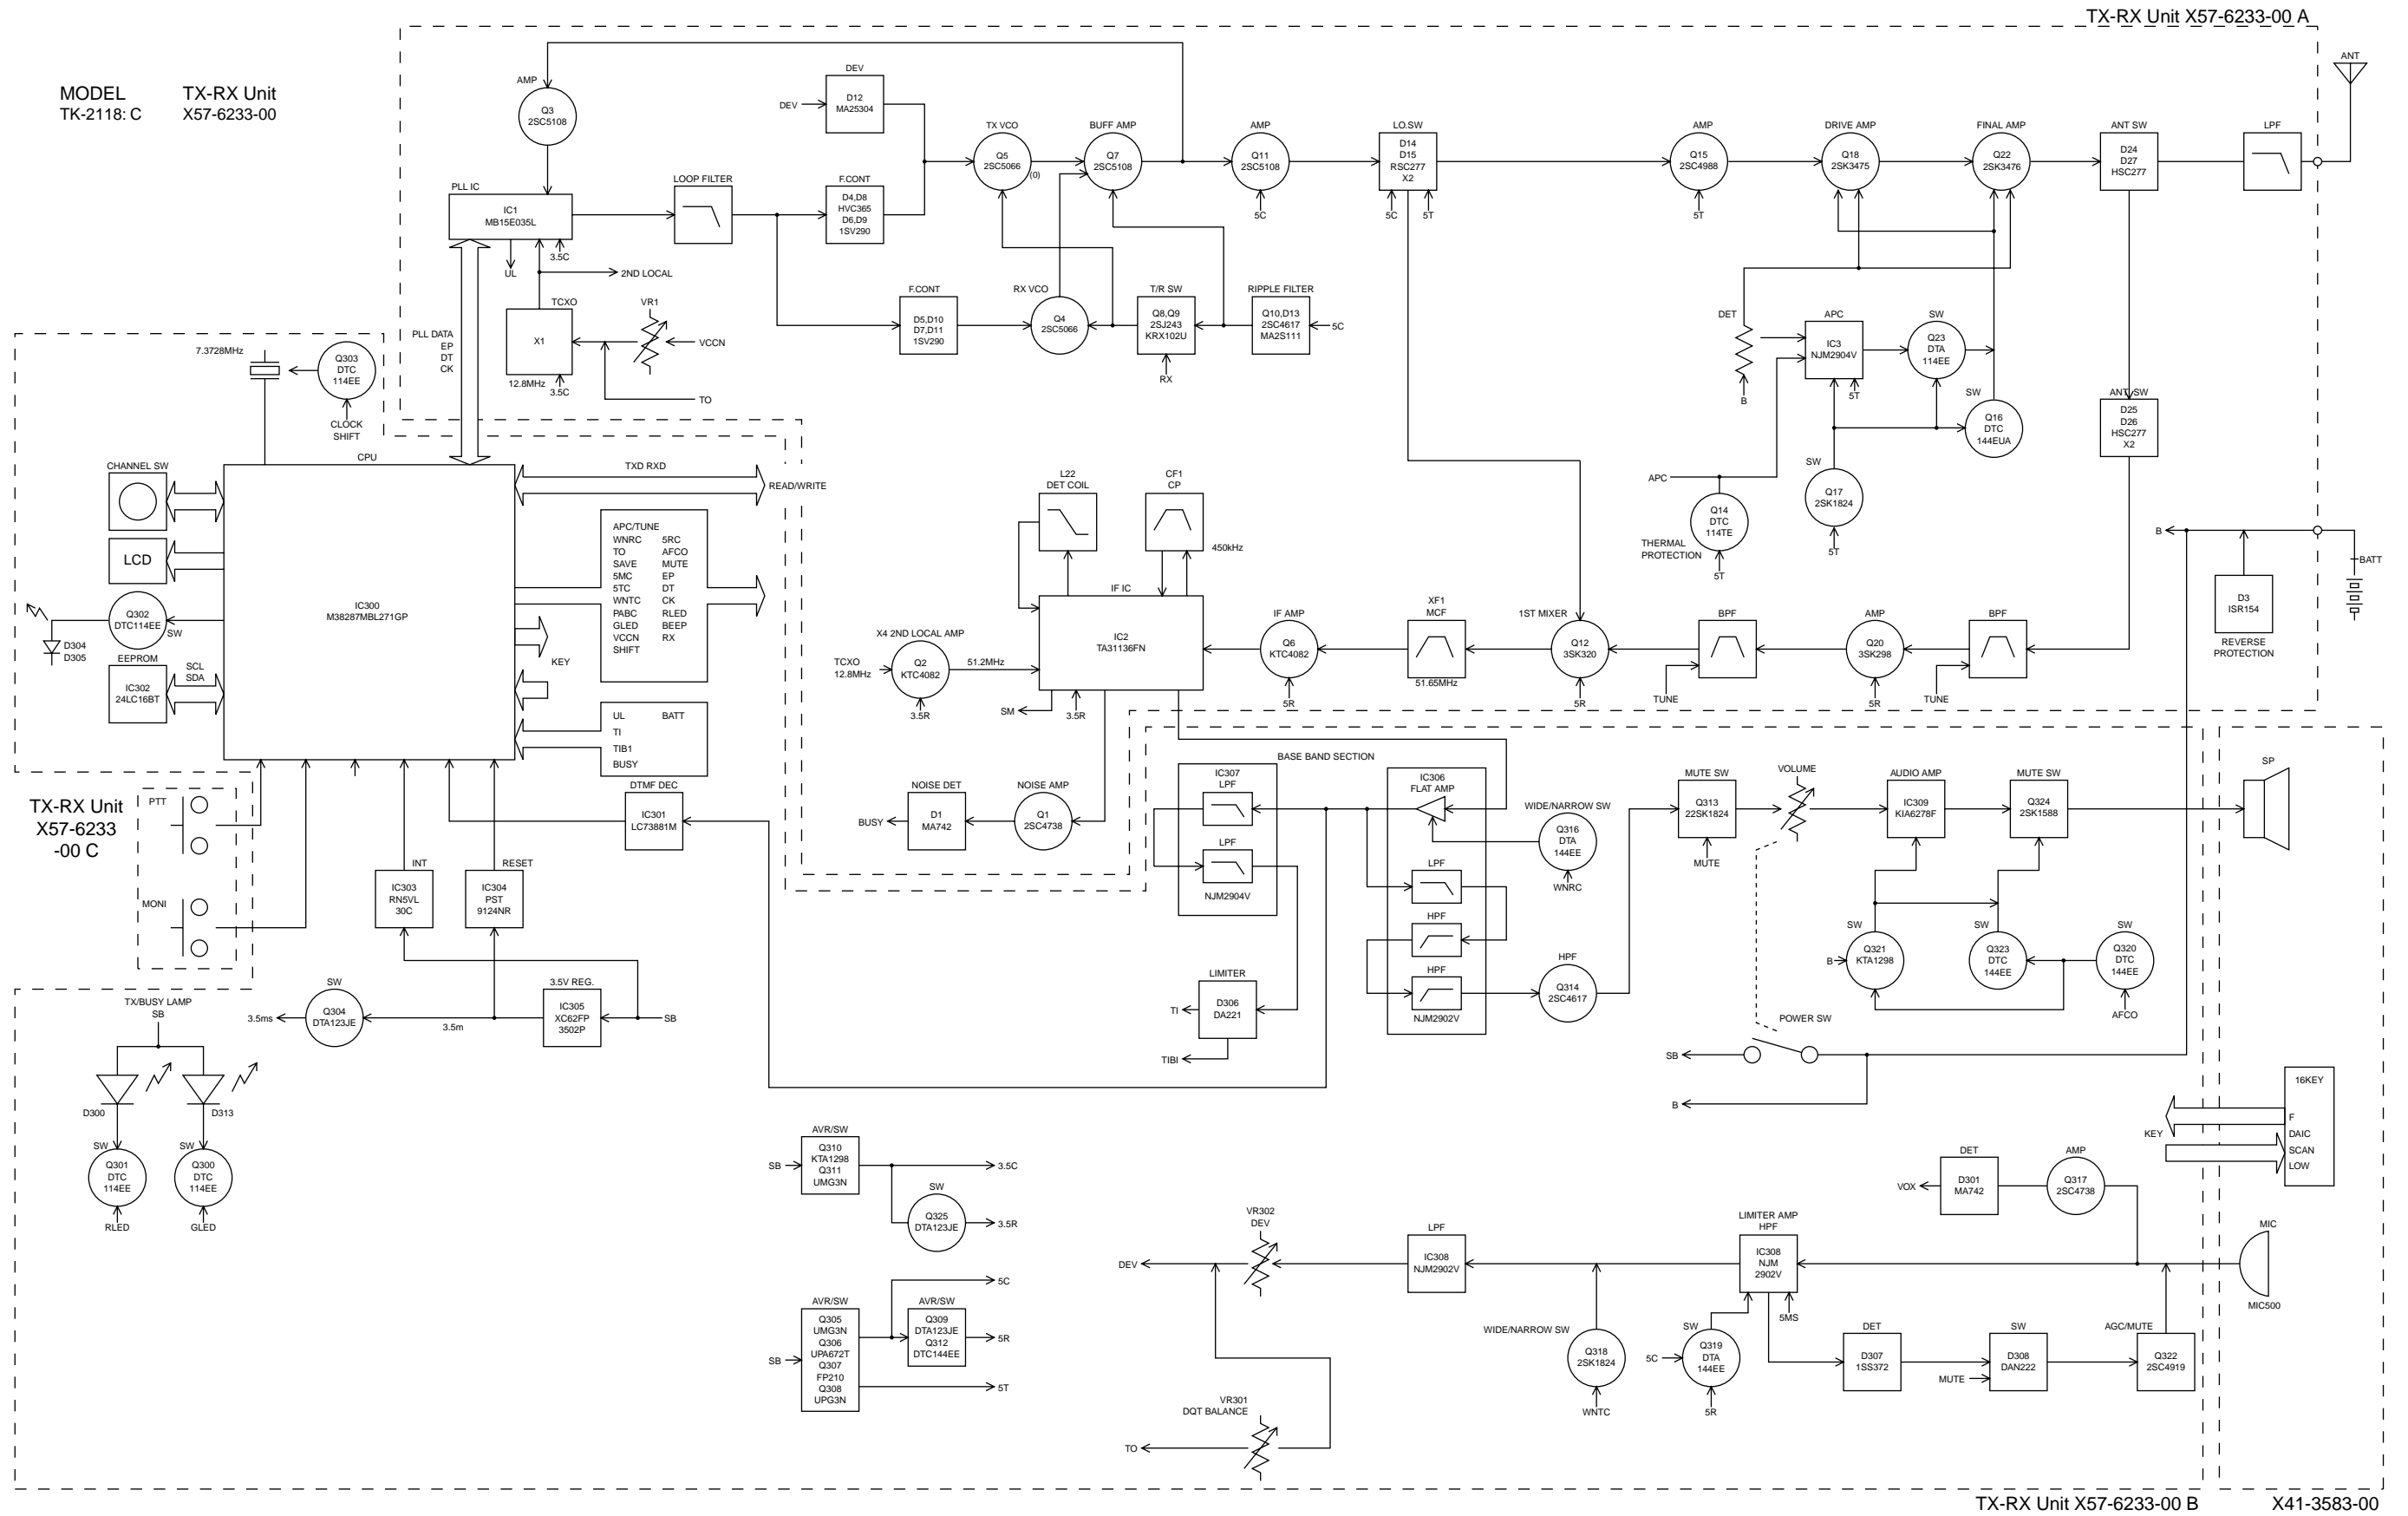 TX-RX Unit X57-6233-00 A
MODEL TX-RX Unit
TK-2118: C X57-6233-00
AMP
Q3
2SC5108
DEV
DEV
D12
MA25304
PLL IC
IC1
MB15E035L
LOOP FILTER
F.CONT
D4,D8
HVC365
D6,D9
1SV290
TX VCO
Q5
2SC5066
(0)
BUFF AMP
Q7
2SC5108
AMP
Q11
2SC5108
5C
LO.SW
D14
D15
RSC277
X2
5C
5T
AMP
Q15
2SC4988
5T
DRIVE AMP
Q18
2SK3475
FINAL AMP
Q22
2SK3476
ANT SW
D24
D27
HSC277
LPF
ANT
UL
3.5C
2ND LOCAL
TCXO
X1
12.8MHz
3.5C
VR1
VCCN
TO
F.CONT
D5,D10
D7,D11
1SV290
RX VCO
Q4
2SC5066
T/R SW
Q8,Q9
2SJ243
KRX102U
RX
RIPPLE FILTER
Q10,D13
2SC4617
MA2S111
5C
DET
B
APC
IC3
NJM2904V
5T
SW
Q23
DTA
114EE
SW
Q16
DTC
144EUA
SW
Q17
2SK1824
5T
APC
Q14
DTC
114TE
THERMAL
PROTECTION
5T
ANT SW
D25
D26
HSC277
X2
B
BATT
D3
ISR154
REVERSE
PROTECTION
PLL DATA
EP
DT
CK
7.3728MHz
Q303
DTC
114EE
CLOCK
SHIFT
CPU
IC300
M38287MBL271GP
CHANNEL SW
LCD
Q302
DTC114EE
SW
D304
D305
EEPROM
IC302
24LC16BT
SCL
SDA
TXD RXD
READ/WRITE
APC/TUNE
WNRC 5RC
TO AFCO
SAVE MUTE
5MC EP
5TC DT
WNTC CK
PABC RLED
GLED BEEP
VCCN RX
SHIFT
KEY
UL BATT
TI
TIB1
BUSY
L22
DET COIL
CF1
CP
450kHz
IF IC
IC2
TA31136FN
X4 2ND LOCAL AMP
TCXO
12.8MHz
Q2
KTC4082
51.2MHz
3.5R
SM
3.5R
IF AMP
Q6
KTC4082
5R
XF1
MCF
51.65MHz
1ST MIXER
Q12
3SK320
5R
BPF
TUNE
AMP
Q20
3SK298
5R
BPF
TUNE
NOISE DET
D1
MA742
BUSY
NOISE AMP
Q1
2SC4738
TX-RX Unit
X57-6233
-00 C
PTT
MONI
DTMF DEC
IC301
LC73881M
INT
IC303
RN5VL
30C
RESET
IC304
PST
9124NR
3.5V REG.
IC305
XC62FP
3502P
SB
3.5m
SW
Q304
DTA123JE
3.5ms
TX/BUSY LAMP
SB
D300
D313
SW
Q301
DTC
114EE
RLED
SW
Q300
DTC
114EE
GLED
BASE BAND SECTION
IC307
LPF
LPF
NJM2904V
IC306
FLAT AMP
LPF
HPF
HPF
NJM2902V
WIDE/NARROW SW
Q316
DTA
144EE
WNRC
LIMITER
D306
DA221
TI
TIBI
HPF
Q314
2SC4617
MUTE SW
Q313
22SK1824
MUTE
VOLUME
AUDIO AMP
IC309
KIA6278F
MUTE SW
Q324
2SK1588
SP
SW
Q321
KTA1298
B
SW
Q323
DTC
144EE
SW
Q320
DTC
144EE
AFCO
POWER SW
SB
B
16KEY
F
DAIC
SCAN
LOW
KEY
AVR/SW
SB
Q310
KTA1298
Q311
UMG3N
3.5C
SW
Q325
DTA123JE
3.5R
AVR/SW
SB
Q305
UMG3N
Q306
UPA672T
Q307
FP210
Q308
UPG3N
5C
AVR/SW
Q309
DTA123JE
Q312
DTC144EE
5R
5T
DEV
VR302
DEV
VR301
DQT BALANCE
TO
LPF
IC308
NJM2902V
WIDE/NARROW SW
Q318
2SK1824
WNTC
LIMITER AMP
HPF
IC308
NJM
2902V
5MS
SW
5C
Q319
DTA
144EE
5R
DET
D307
1SS372
SW
D308
DAN222
MUTE
AGC/MUTE
Q322
2SC4919
VOX
DET
D301
MA742
AMP
Q317
2SC4738
MIC
MIC500
TX-RX Unit X57-6233-00 B
X41-3583-00